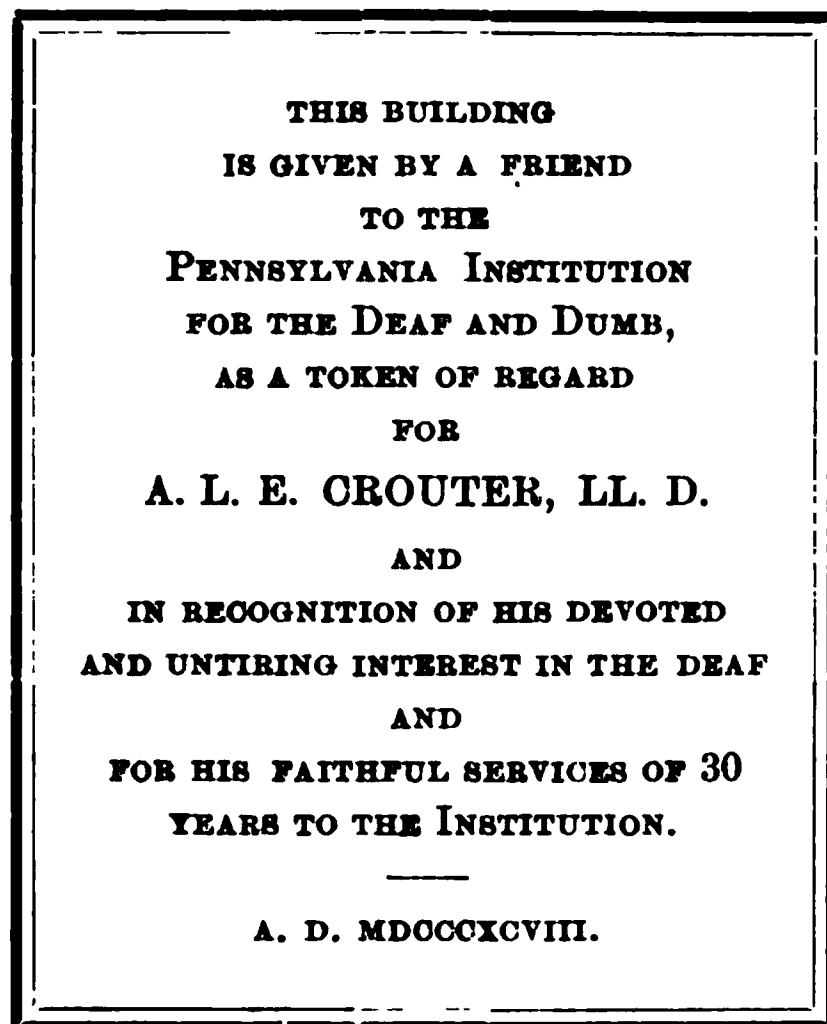 THIS BUILDING
IS GIVEN BY A FRIEND
TO THE
PENNSYLVANIA INSTITUTION
FOR THE DEAF AND DUMB,
AS A TOKEN OF REGARD
FOR
A. L. E. CROUTER, LL. D.
AND
IN RECOGNITION OF HIS DEVOTED
AND UNTIRING INTEREST IN THE DEAF
AND
FOR HIS FAITHFUL SERVICES OF 30
YEARS TO THE INSTITUTION.
A. D. MDCCCXCVIII.